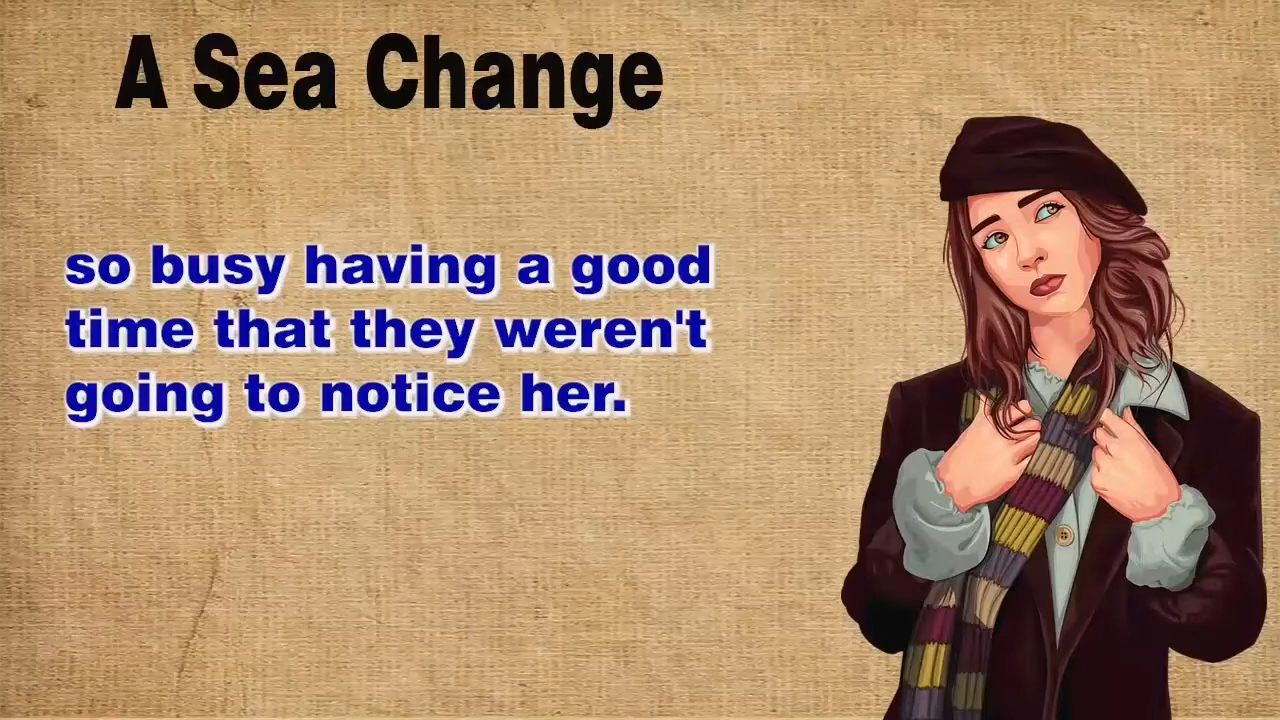 A Sea Change
so busy having a good
time that they weren't
going to notice her.